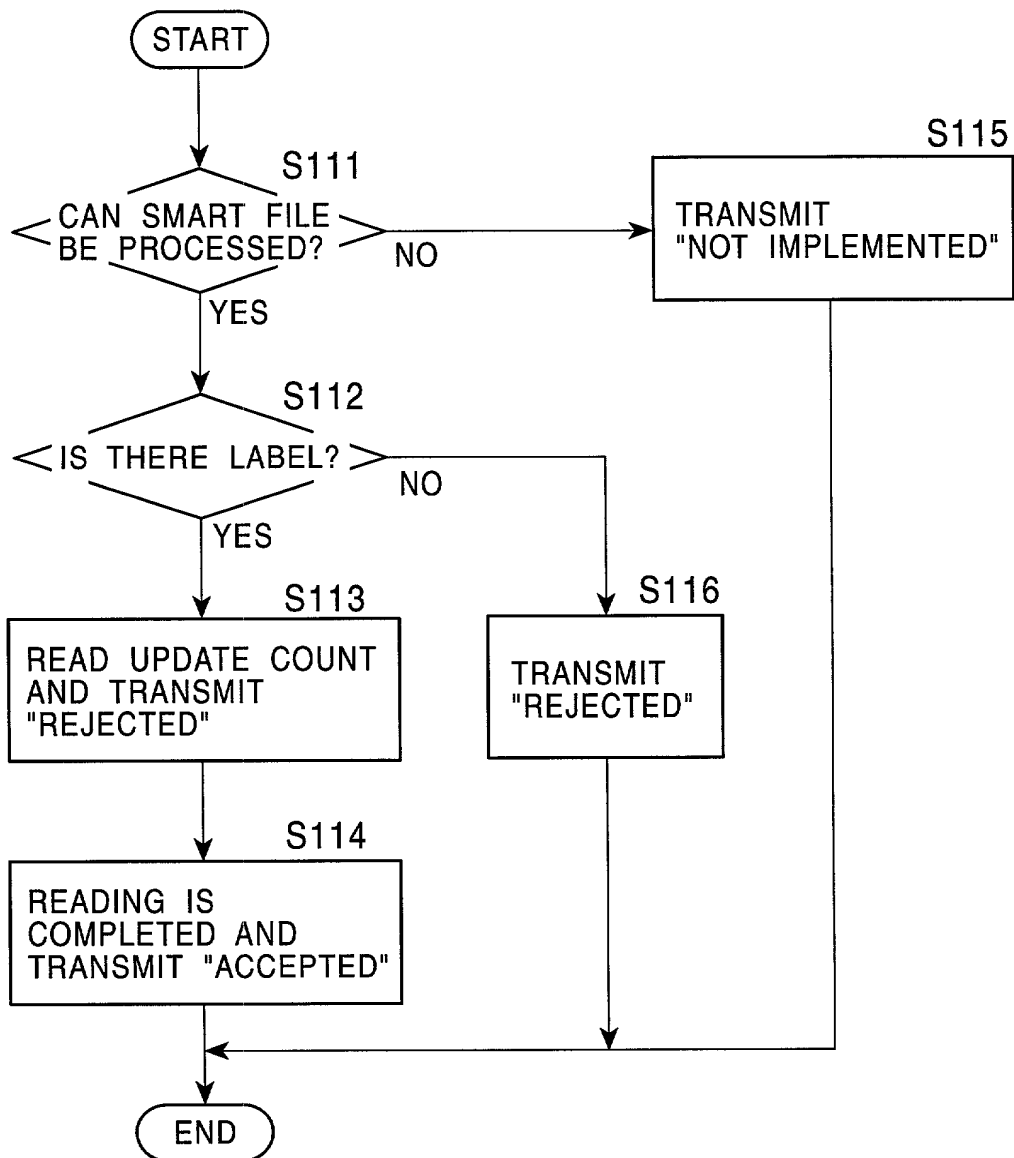 START
S111
CAN SMART FILE
BE PROCESSED?
NO
YES
S115
TRANSMIT
"NOT IMPLEMENTED"
S112
IS THERE LABEL?
NO
YES
S113
READ UPDATE COUNT
AND TRANSMIT
"REJECTED"
S116
TRANSMIT
"REJECTED"
S114
READING IS
COMPLETED AND
TRANSMIT "ACCEPTED"
END